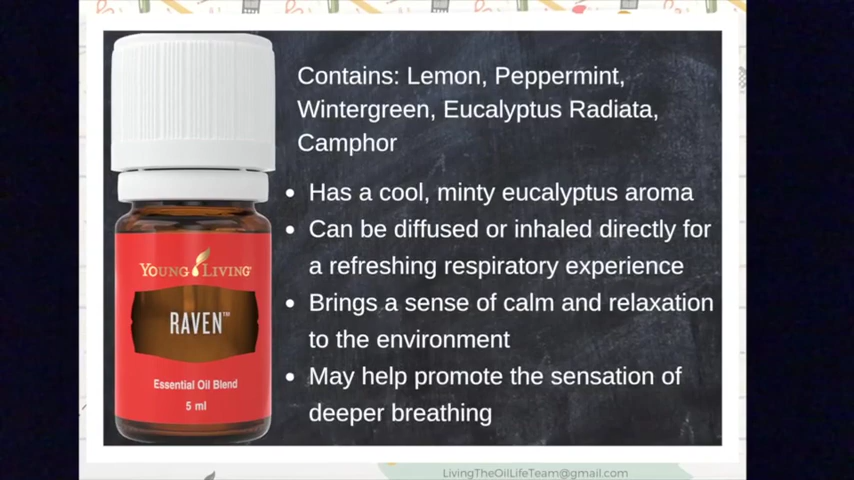 Contains: Lemon, Peppermint,
Wintergreen, Eucalyptus Radiata,
Camphor
• Has a cool, minty eucalyptus aroma
• Can be diffused or inhaled directly for
a refreshing respiratory experience
• Brings a sense of calm and relaxation
to the environment
• May help promote the sensation of
deeper breathing
YOUNG LIVING
RAVEN™
Essential Oil Blend
5 ml
LivingTheOilLifeTeam@gmail.com